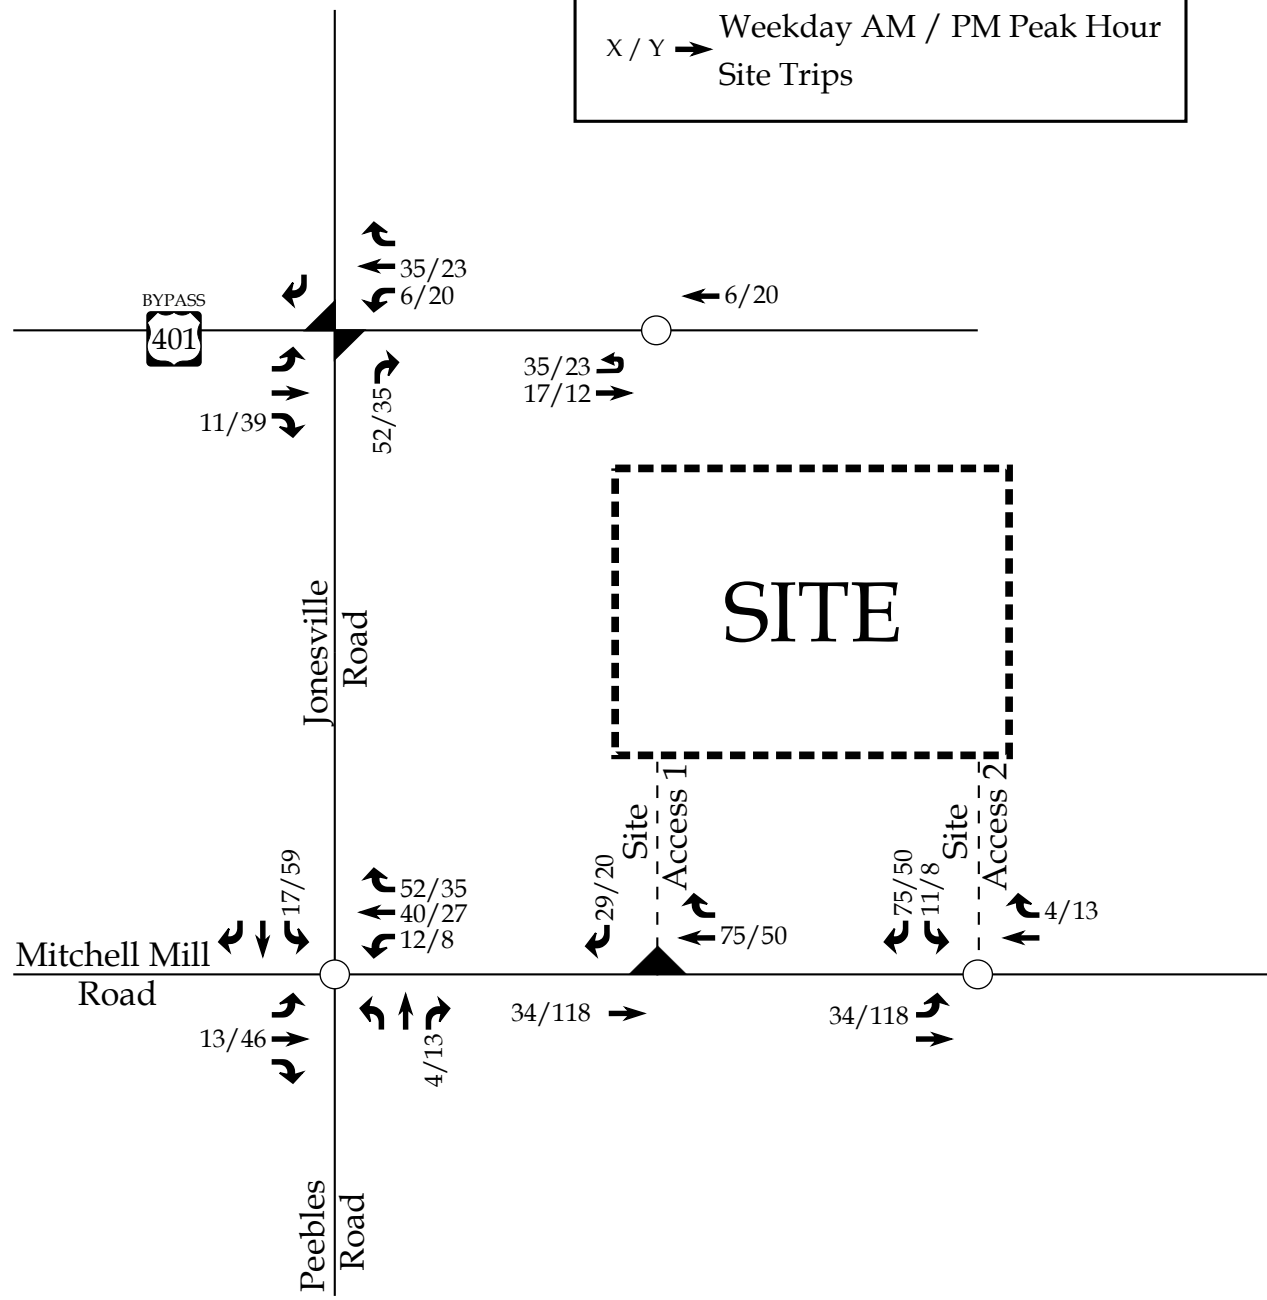 Weekday AM / PM Peak Hour
X / Y
Site Trips
35/23
6/20
6/20
BYPASS
401
35/23
17/12
11/39
52/35
SITE
Jonesville
Road
Site
Access 1
Site
Access 2
17/59
52/35
40/27
12/8
29/20
75/50
75/50
11/8
4/13
Mitchell Mill
Road
13/46
4/13
34/118
34/118
Peebles
Road